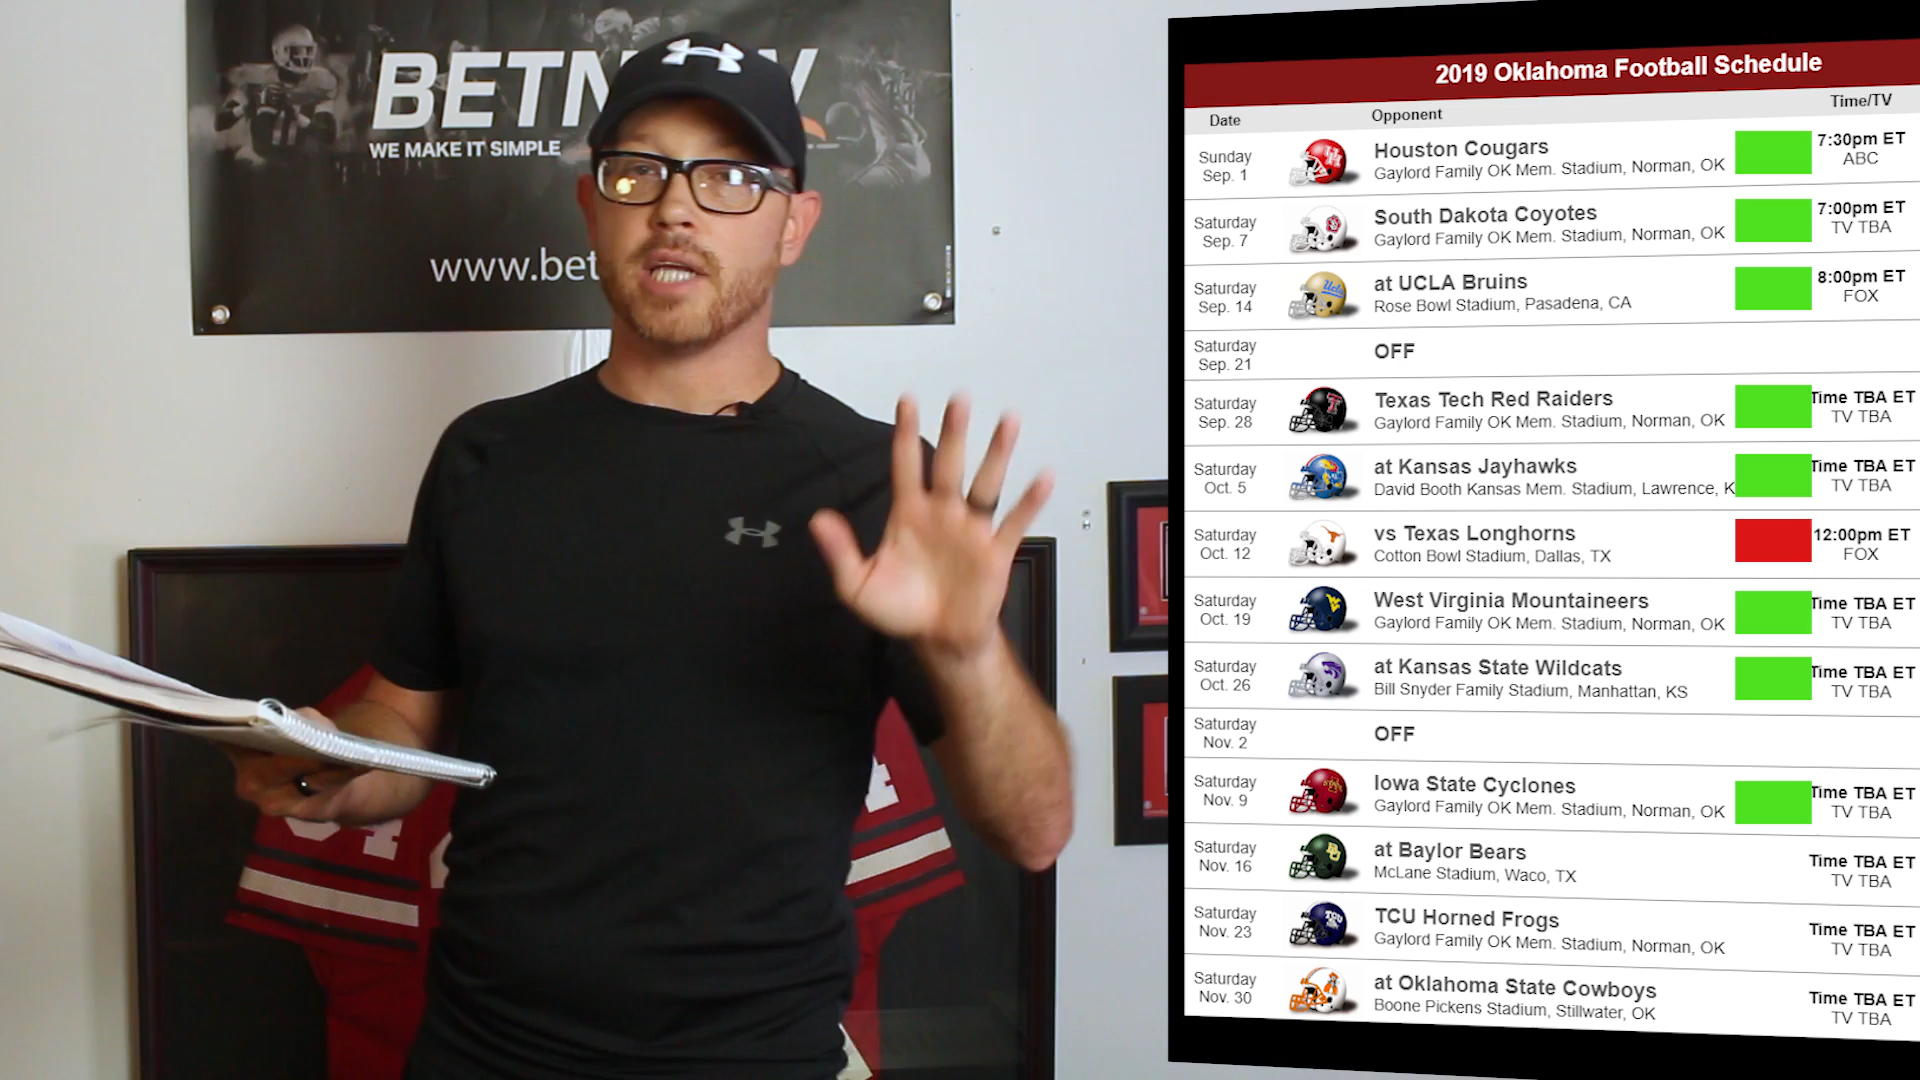 BETN W
WE MAKE IT SIMPLE
www.bet
2019 Oklahoma Football Schedule
Date Opponent Time/TV
Sunday
Sep. 1
Houston Cougars
Gaylord Family OK Mem. Stadium, Norman, OK
7:30pm ET
ABC
Saturday
Sep. 7
South Dakota Coyotes
Gaylord Family OK Mem. Stadium, Norman, OK
7:00pm ET
TV TBA
Saturday
Sep. 14
at UCLA Bruins
Rose Bowl Stadium, Pasadena, CA
8:00pm ET
FOX
Saturday
Sep. 21
OFF
Saturday
Sep. 28
Texas Tech Red Raiders
Gaylord Family OK Mem. Stadium, Norman, OK
Time TBA ET
TV TBA
Saturday
Oct. 5
at Kansas Jayhawks
David Booth Kansas Mem. Stadium, Lawrence, K
Time TBA ET
TV TBA
Saturday
Oct. 12
vs Texas Longhorns
Cotton Bowl Stadium, Dallas, TX
12:00pm ET
FOX
Saturday
Oct. 19
West Virginia Mountaineers
Gaylord Family OK Mem. Stadium, Norman, OK
Time TBA ET
TV TBA
Saturday
Oct. 26
at Kansas State Wildcats
Bill Snyder Family Stadium, Manhattan, KS
Time TBA ET
TV TBA
Saturday
Nov. 2
OFF
Saturday
Nov. 9
Iowa State Cyclones
Gaylord Family OK Mem. Stadium, Norman, OK
Time TBA ET
TV TBA
Saturday
Nov. 16
at Baylor Bears
McLane Stadium, Waco, TX
Time TBA ET
TV TBA
Saturday
Nov. 23
TCU Horned Frogs
Gaylord Family OK Mem. Stadium, Norman, OK
Time TBA ET
TV TBA
Saturday
Nov. 30
at Oklahoma State Cowboys
Boone Pickens Stadium, Stillwater, OK
Time TBA ET
TV TBA